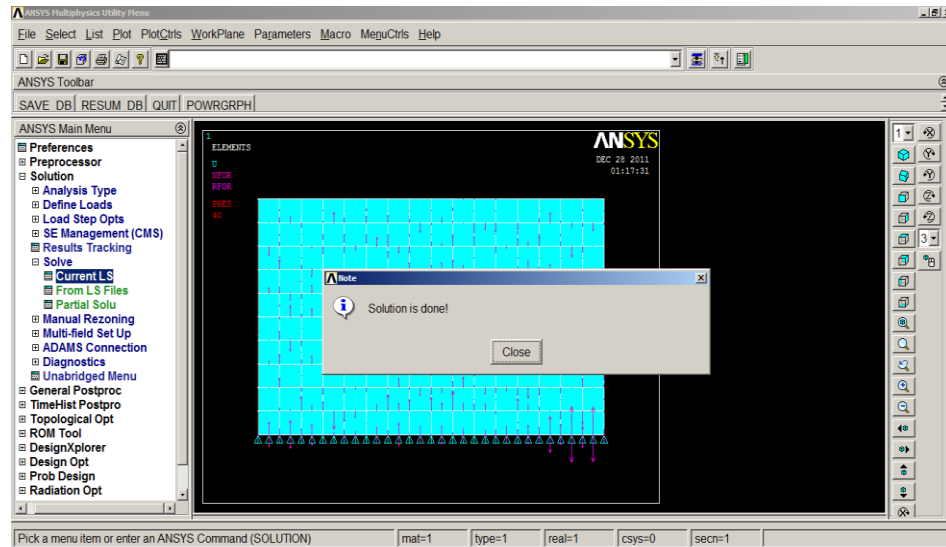 ANSYS Multiphysics Utility Menu
File Select List Plot PlotCtrls WorkPlane Parameters Macro MenuCtrls Help
ANSYS Toolbar
SAVE_DB RESUM_DB QUIT POWRGRPH
ANSYS Main Menu
Preferences
Preprocessor
Solution
Analysis Type
Define Loads
Load Step Opts
SE Management (CMS)
Results Tracking
Solve
Current LS
From LS Files
Partial Solu
Manual Rezoning
Multi-field Set Up
ADAMS Connection
Diagnostics
Unabridged Menu
General Postproc
TimeHist Postpro
Topological Opt
ROM Tool
DesignXplorer
Design Opt
Prob Design
Radiation Opt
1
ELEMENTS
U
NFOR
RFOR
PRES
40
ANSYS
DEC 28 2011
01:17:31
Note
Solution is done!
Close
1
3
Pick a menu item or enter an ANSYS Command (SOLUTION) mat=1 type=1 real=1 csys=0 secn=1